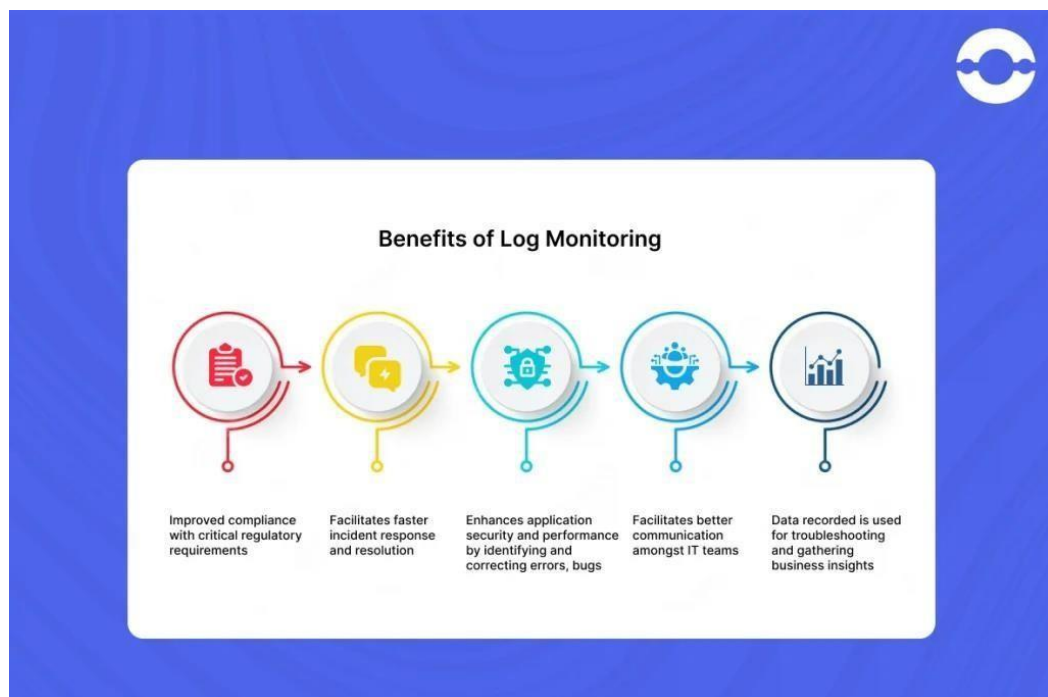 Benefits of Log Monitoring
Improved compliance
with critical regulatory
requirements
Facilitates faster
incident response
and resolution
Enhances application
security and performance
by identifying and
correcting errors, bugs
Facilitates better
communication
amongst IT teams
Data recorded is used
for troubleshooting
and gathering
business insights